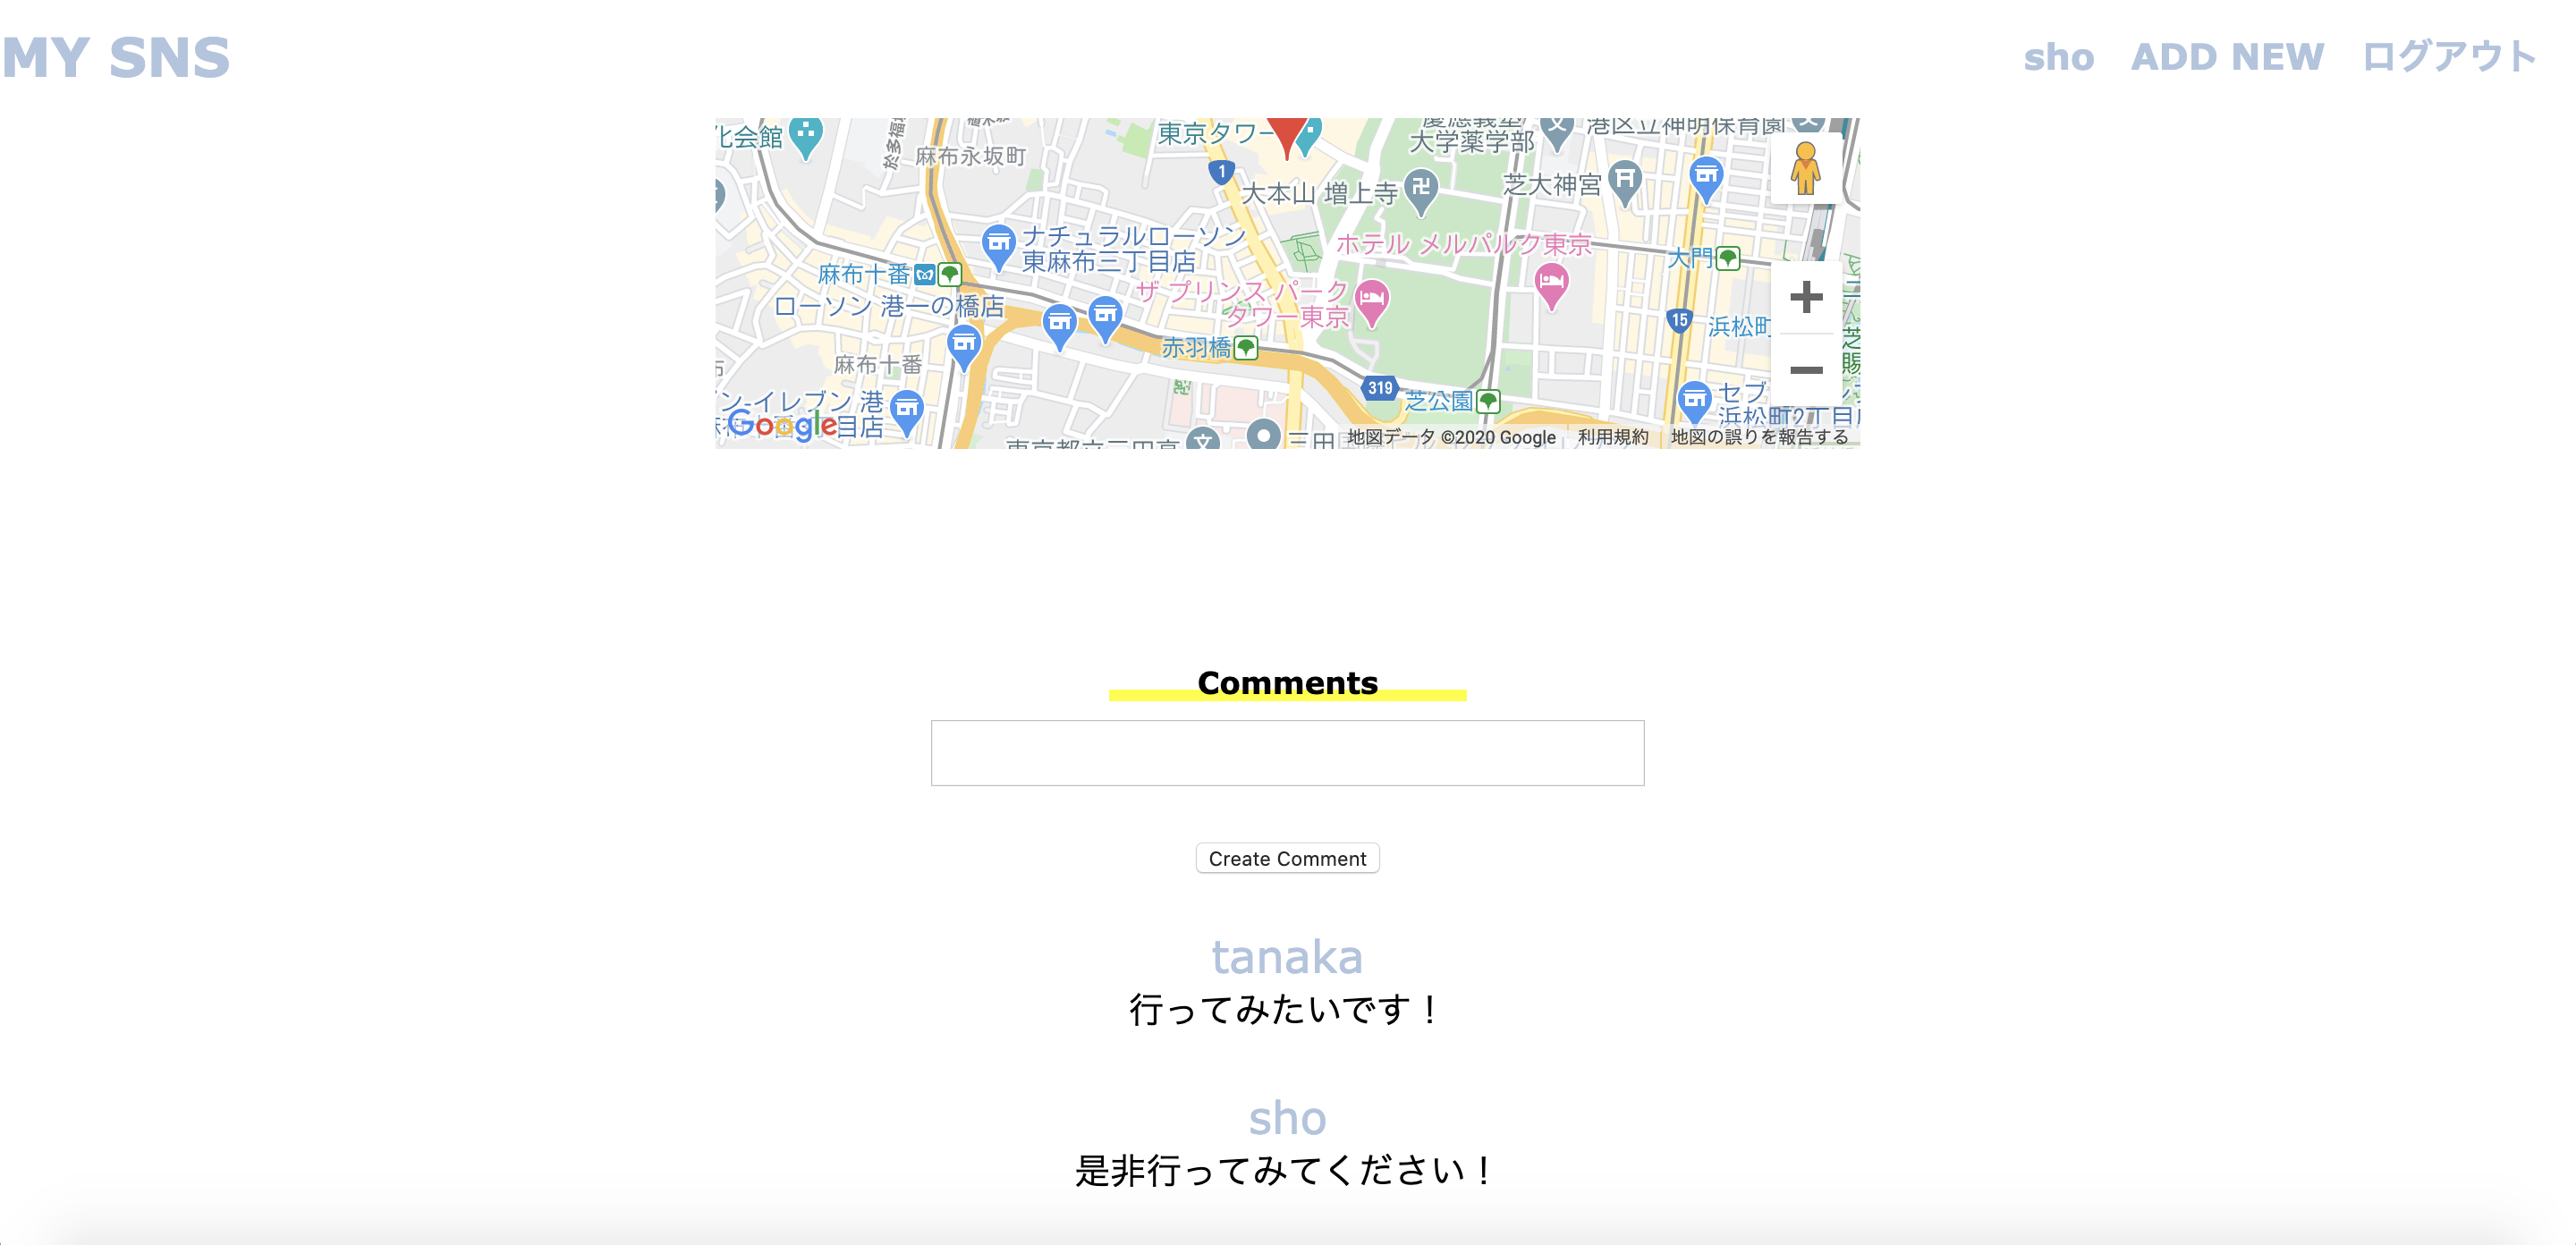 MY SNS
sho ADD NEW ログアウト
化会館
麻布永坂町
東京タワー
大学薬学部
港区立神明保育園
1
大本山 増上寺
芝大神宮
ナチュラルローソン
東麻布三丁目店
ホテル メルパルク東京
大門
麻布十番
ローソン 港一の橋店
ザ プリンス パーク
タワー東京
15
浜松町
赤羽橋
麻布十番
319
芝公園
ン-イレブン 港
目店
セブ
浜松町2丁目
Google
地図データ ©2020 Google 利用規約 地図の誤りを報告する
Comments
Create Comment
tanaka
行ってみたいです！
sho
是非行ってみてください！